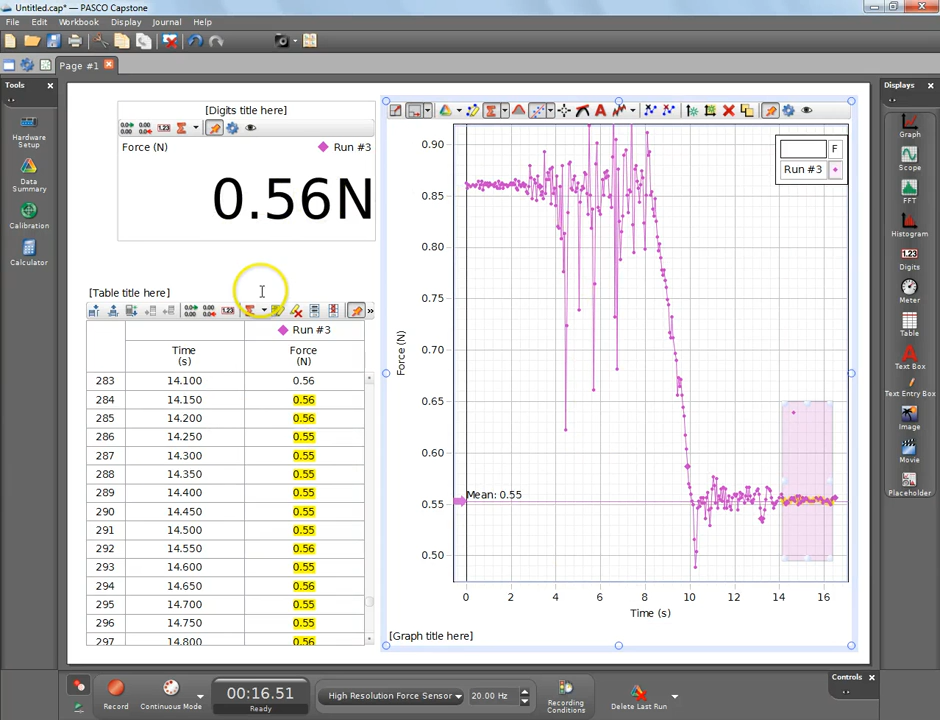 Untitled.cap* — PASCO Capstone
File Edit Workbook Display Journal Help
Page #1
Tools
Hardware Setup
Data Summary
Calibration
Calculator
[Digits title here]
Force (N) Run #3
0.56N
[Table title here]
Run #3
Time (s) Force (N)
283 14.100 0.56
284 14.150 0.56
285 14.200 0.56
286 14.250 0.55
287 14.300 0.55
288 14.350 0.55
289 14.400 0.55
290 14.450 0.55
291 14.500 0.55
292 14.550 0.56
293 14.600 0.55
294 14.650 0.56
295 14.700 0.55
296 14.750 0.55
297 14.800 0.56
F
Run #3
Force (N)
0.90
0.85
0.80
0.75
0.70
0.65
0.60
0.55
0.50
Mean: 0.55
0 2 4 6 8 10 12 14 16
Time (s)
[Graph title here]
Displays
Graph
Scope
FFT
Histogram
1.23
Digits
Meter
Table
Text Box
Text Entry Box
Image
Movie
Placeholder
Record
Continuous Mode
00:16.51
Ready
High Resolution Force Sensor
20.00 Hz
Recording Conditions
Delete Last Run
Controls